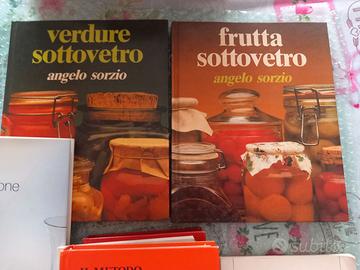 verdure
sottovetro
angelo sorzio
frutta
sottovetro
angelo sorzio
one
IL METODO
subito